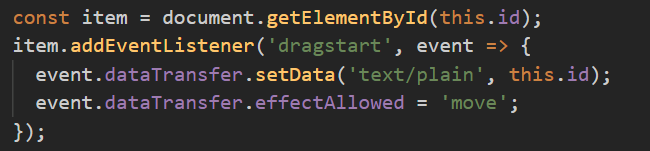 const item = document.getElementById(this.id);
item.addEventListener('dragstart', event => {
  event.dataTransfer.setData('text/plain', this.id);
  event.dataTransfer.effectAllowed = 'move';
});